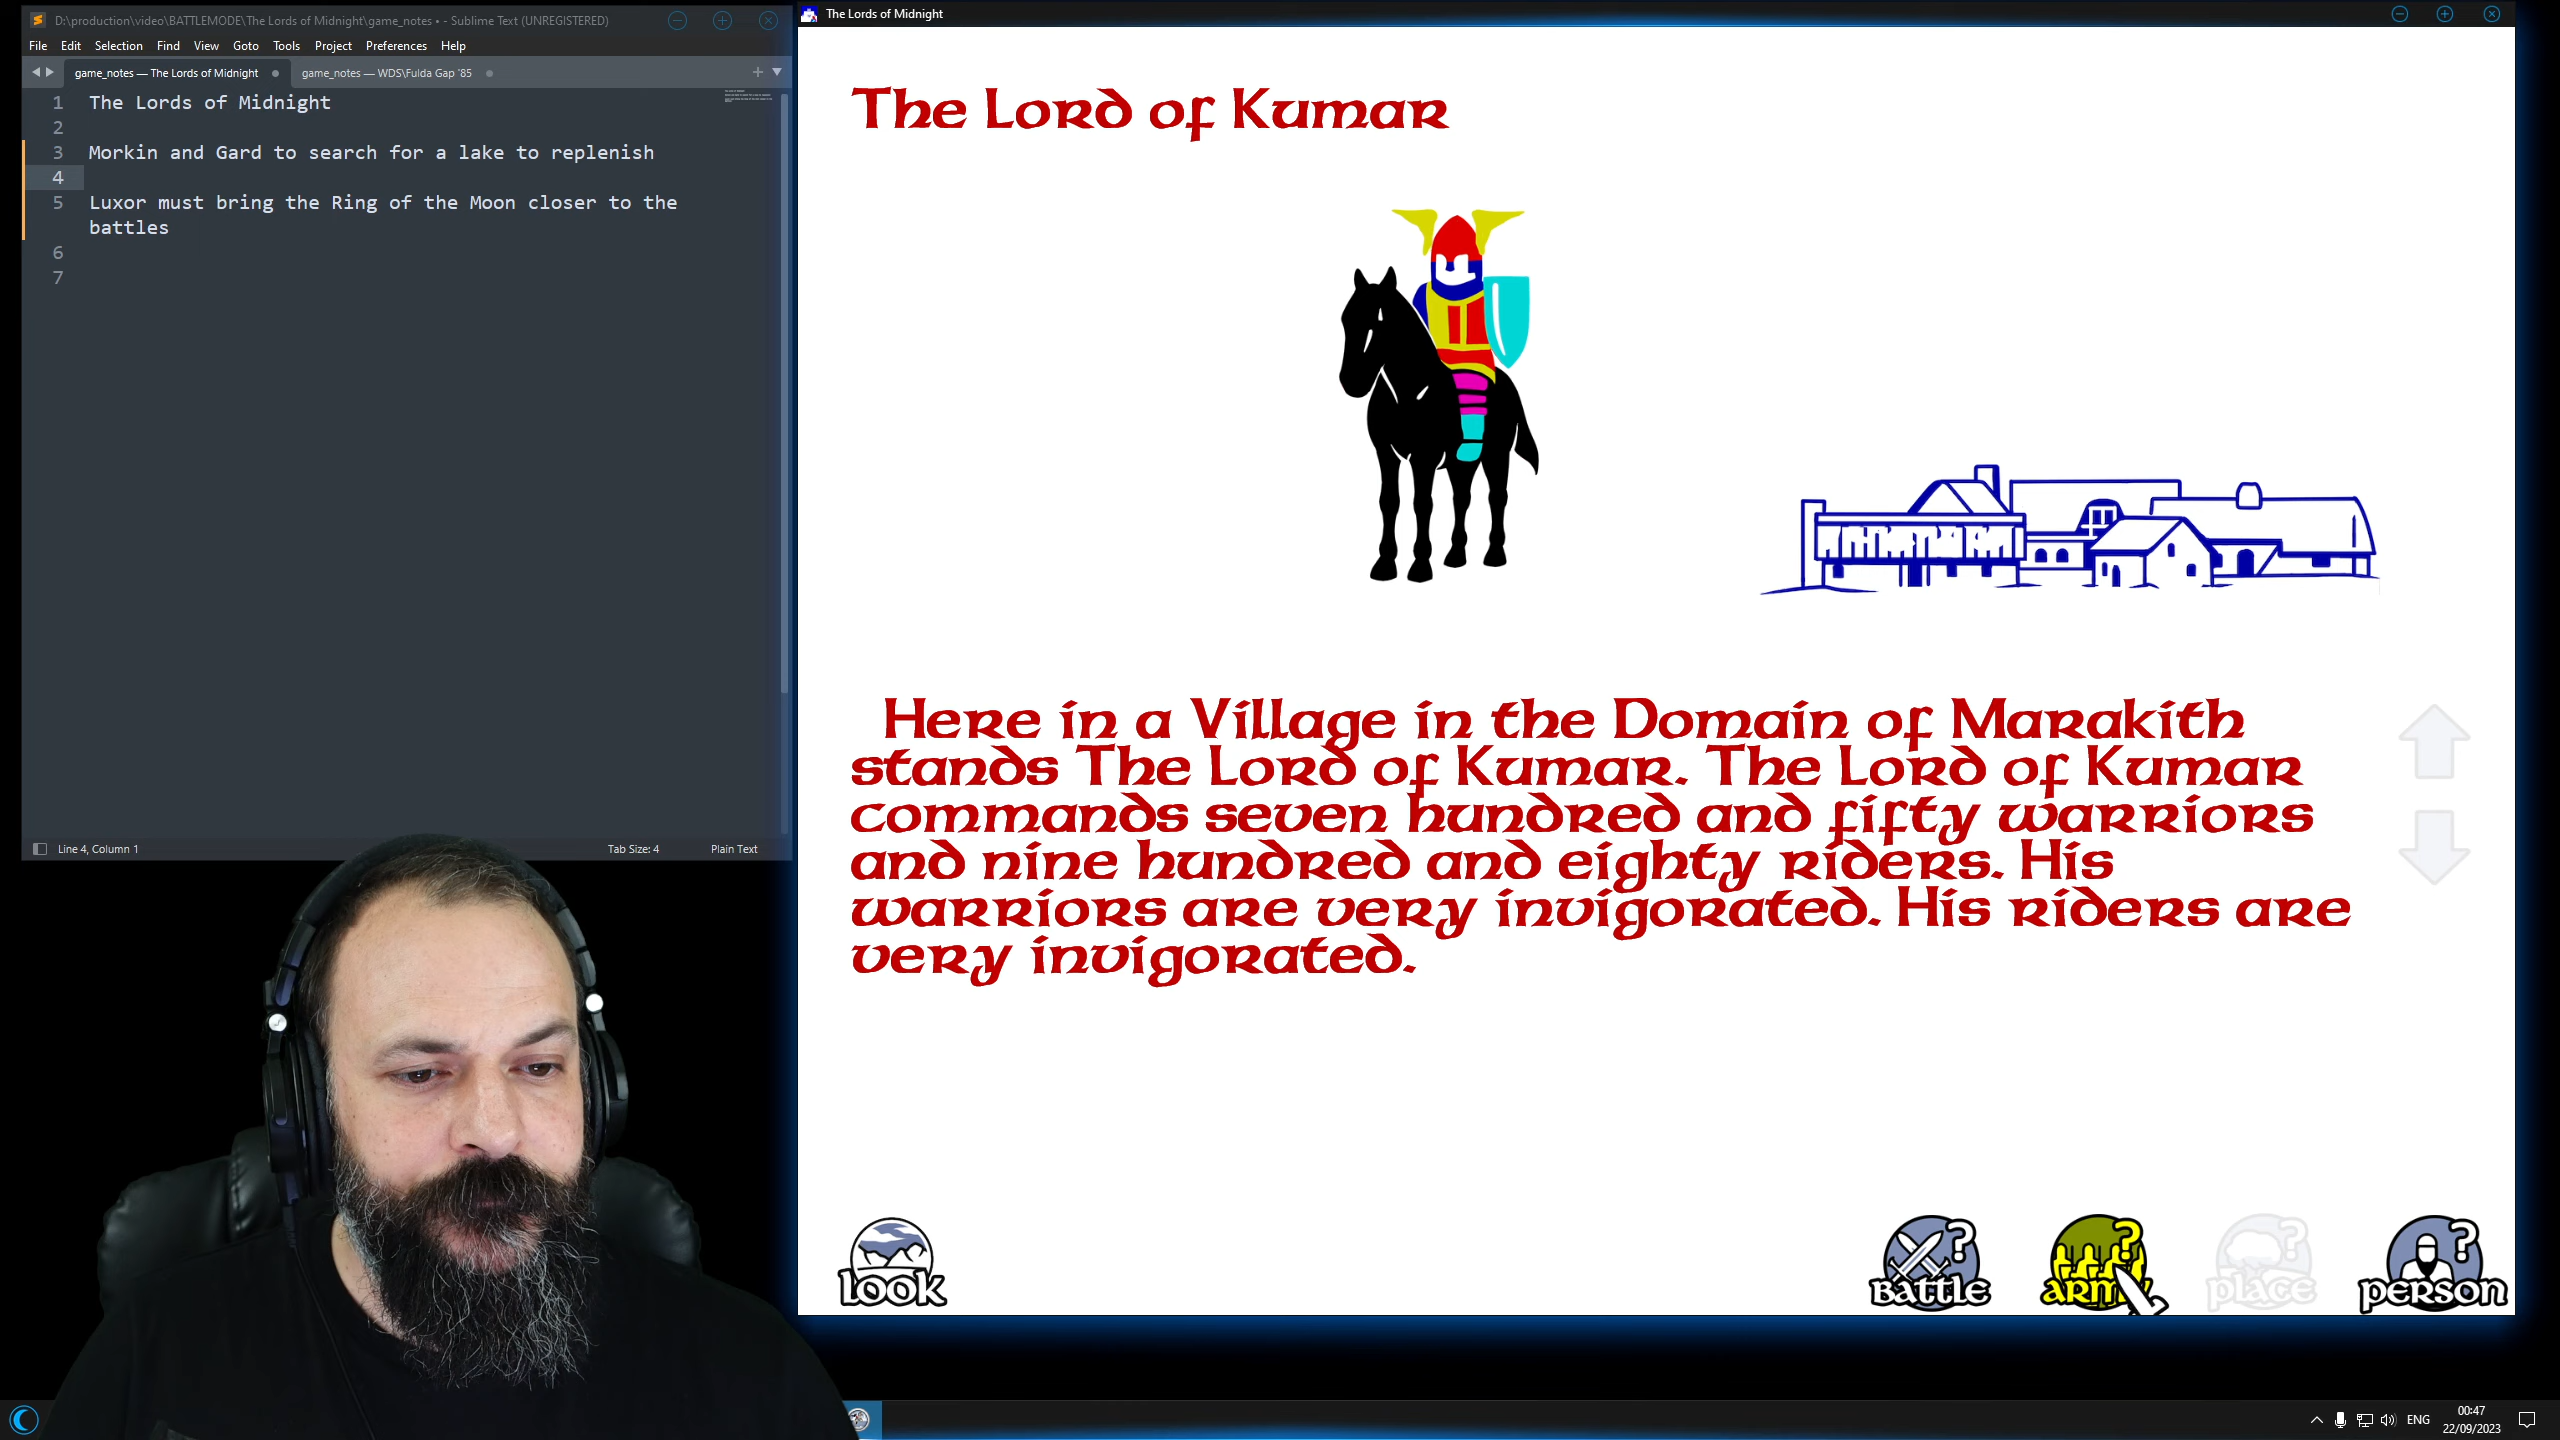 D:\production\video\BATTLEMODE\The Lords of Midnight\game_notes • - Sublime Text (UNREGISTERED)
File Edit Selection Find View Goto Tools Project Preferences Help
game_notes — The Lords of Midnight
game_notes — WDS\Fulda Gap '85
1 The Lords of Midnight
2
3 Morkin and Gard to search for a lake to replenish
4
5 Luxor must bring the Ring of the Moon closer to the
battles
6
7
Line 4, Column 1
Tab Size: 4
Plain Text
The Lords of Midnight
The Lord of Kumar
Here in a Village in the Domain of Marakith
stands The Lord of Kumar. The Lord of Kumar
commands seven hundred and fifty warriors
and nine hundred and eighty riders. His
warriors are very invigorated. His riders are
very invigorated.
look
? battle
? army
? place
? person
ENG
00:47
22/09/2023